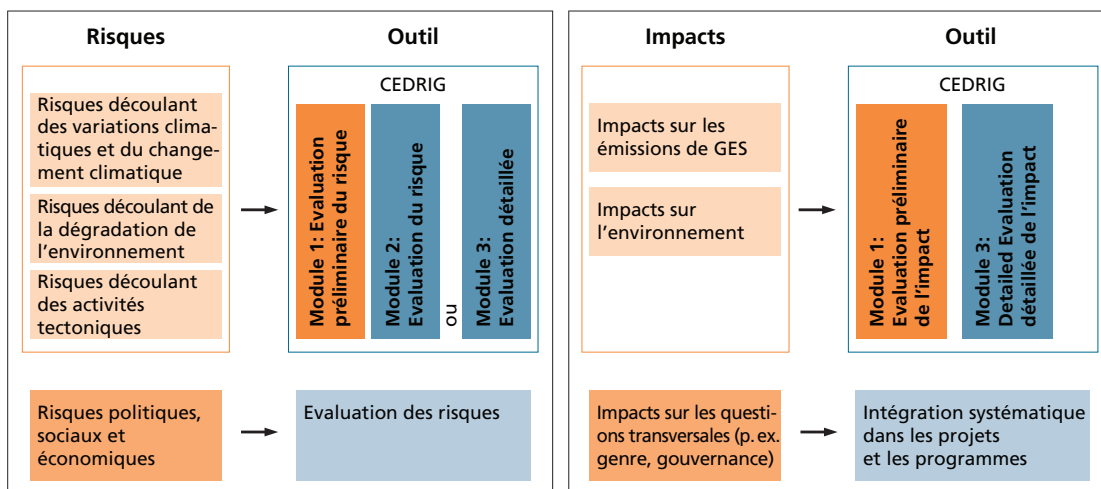 Risques
Outil
Risques découlant
des variations clima-
tiques et du change-
ment climatique
Risques découlant de
la dégradation de
l'environnement
Risques découlant
des activités
tectoniques
CEDRIG
Module 1: Evaluation
préliminaire du risque
Module 2:
Evaluation du risque
ou
Module 3:
Evaluation détaillée
Risques politiques,
sociaux et
économiques
Evaluation des risques
Impacts
Outil
Impacts sur les
émissions de GES
Impacts sur
l'environnement
CEDRIG
Module 1:
Evaluation préliminaire
de l'impact
Module 3:
Detailed Evaluation
détaillée de l'impact
Impacts sur les questi-
ons transversales (p. ex.
genre, gouvernance)
Intégration systématique
dans les projets
et les programmes